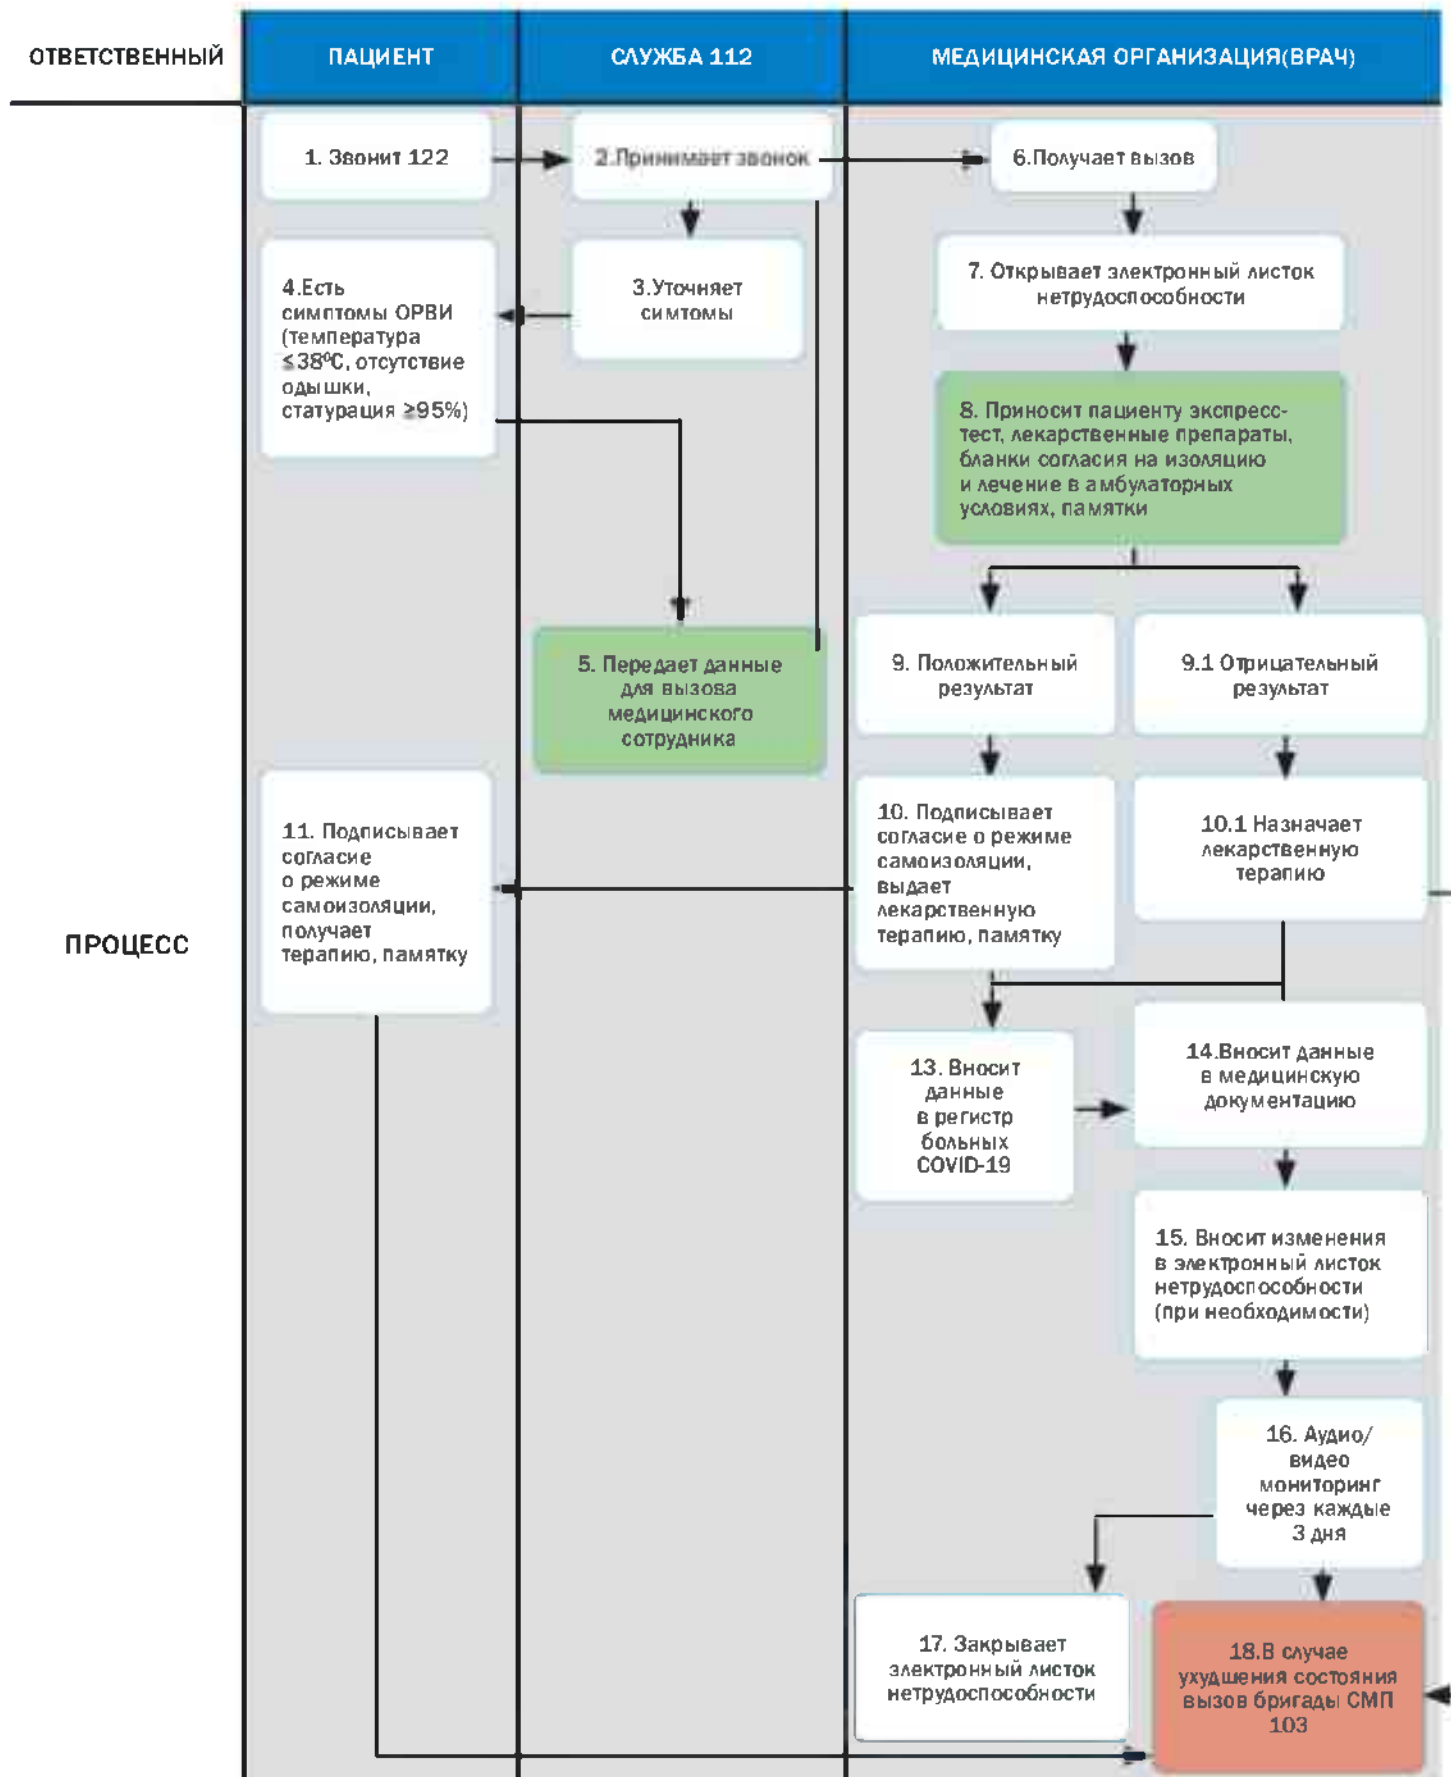 ОТВЕТСТВЕННЫЙ
ПАЦИЕНТ
СЛУЖБА 112
МЕДИЦИНСКАЯ ОРГАНИЗАЦИЯ(ВРАЧ)
1. Звонит 122
2.Принимает звонок
6.Получает вызов
7. Открывает электронный листок
нетрудоспособности
4.Есть
симптомы ОРВИ
(температура
≤38⁰С, отсутствие
одышки,
статурация ≥95%)
3.Уточняет
симтомы
8. Приносит пациенту экспресс-
тест, лекарственные препараты,
бланки согласия на изоляцию
и лечение в амбулаторных
условиях, памятки
5. Передает данные
для вызова
медицинского
сотрудника
9. Положительный
результат
9.1 Отрицательный
результат
ПРОЦЕСС
11. Подписывает
согласие
о режиме
самоизоляции,
получает
терапию, памятку
10. Подписывает
согласие о режиме
самоизоляции,
выдает
лекарственную
терапию, памятку
10.1 Назначает
лекарственную
терапию
13. Вносит
данные
в регистр
больных
COVID-19
14.Вносит данные
в медицинскую
документацию
15. Вносит изменения
в электронный листок
нетрудоспособности
(при необходимости)
16. Аудио/
видео
мониторинг
через каждые
3 дня
17. Закрывает
электронный листок
нетрудоспособности
18.В случае
ухудшения состояния
вызов бригады СМП
103